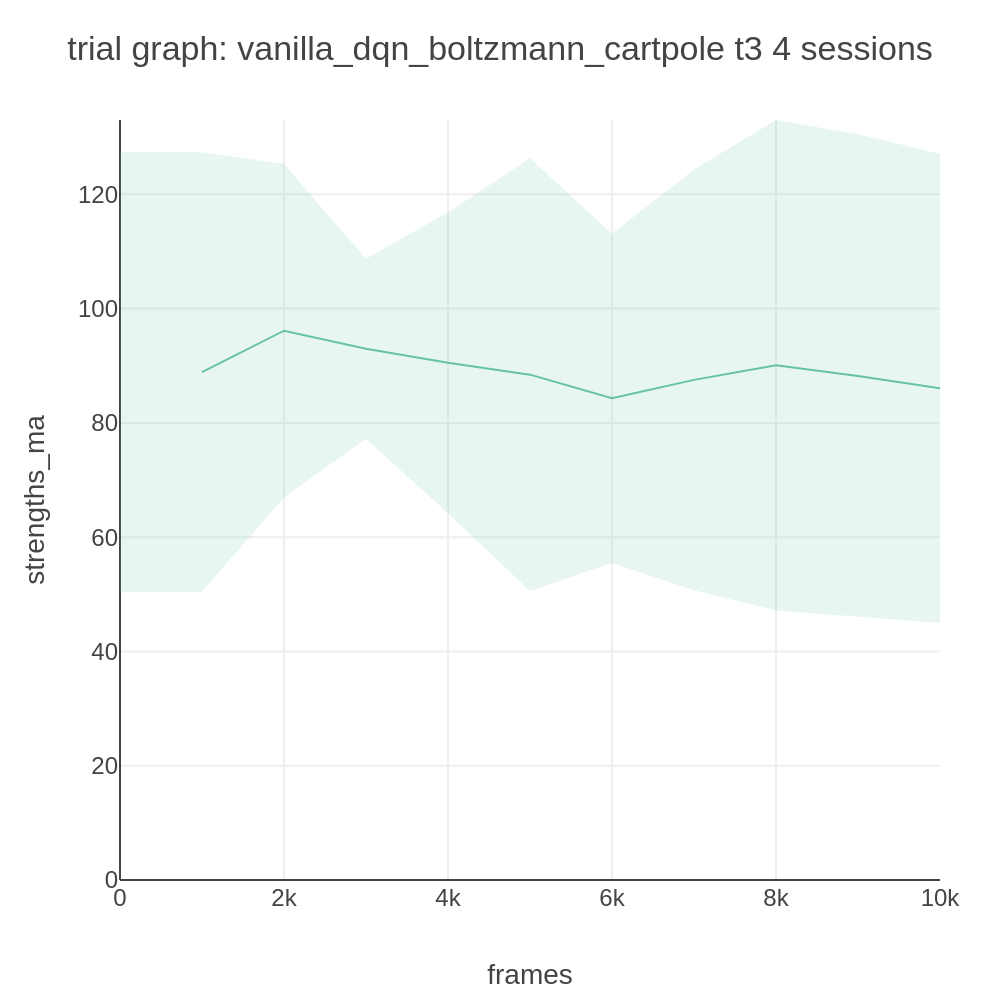 trial graph: vanilla_dqn_boltzmann_cartpole t3 4 sessions
strengths_ma
120
100
80
60
40
20
0
0 2k 4k 6k 8k 10k
frames